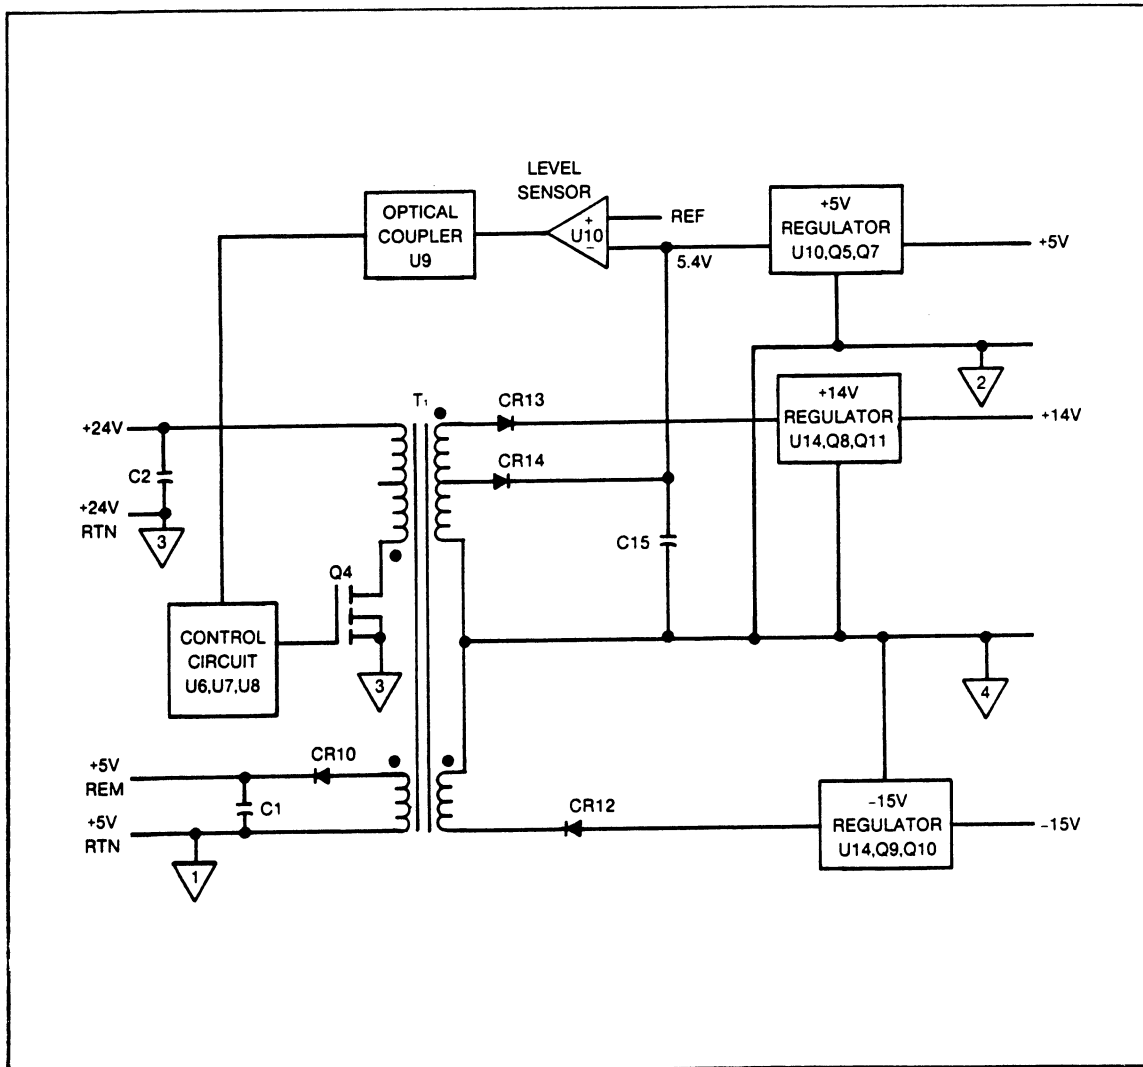 LEVEL
SENSOR
OPTICAL
COUPLER
U9
+
U10
−
REF
5.4V
+5V
REGULATOR
U10,Q5,Q7
+5V
2
T1
CR13
+14V
REGULATOR
U14,Q8,Q11
+14V
+24V
C2
+24V
RTN
3
CR14
C15
Q4
CONTROL
CIRCUIT
U6,U7,U8
3
4
+5V
REM
CR10
C1
+5V
RTN
1
CR12
−15V
REGULATOR
U14,Q9,Q10
−15V